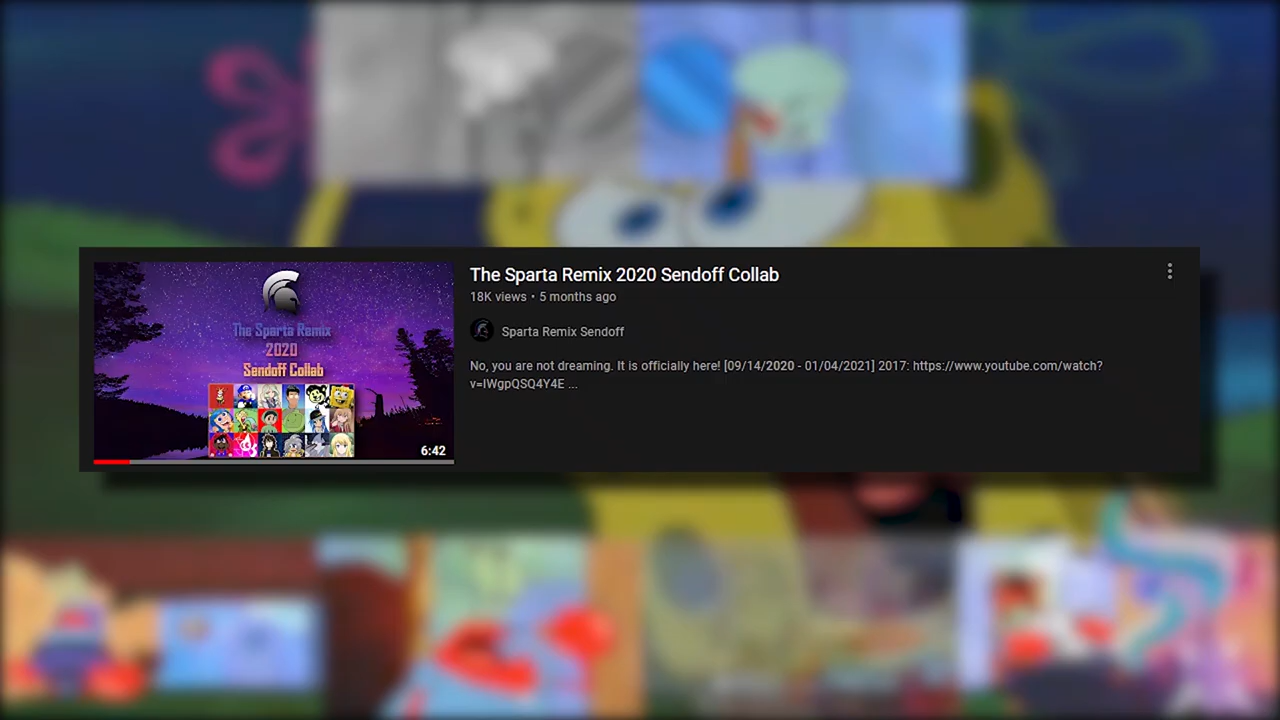 The Sparta Remix 2020 Sendoff Collab
18K views • 5 months ago
Sparta Remix Sendoff
No, you are not dreaming. It is officially here! [09/14/2020 - 01/04/2021] 2017: https://www.youtube.com/watch?
v=IWgpQSQ4Y4E ...
The Sparta Remix
2020
Sendoff Collab
6:42